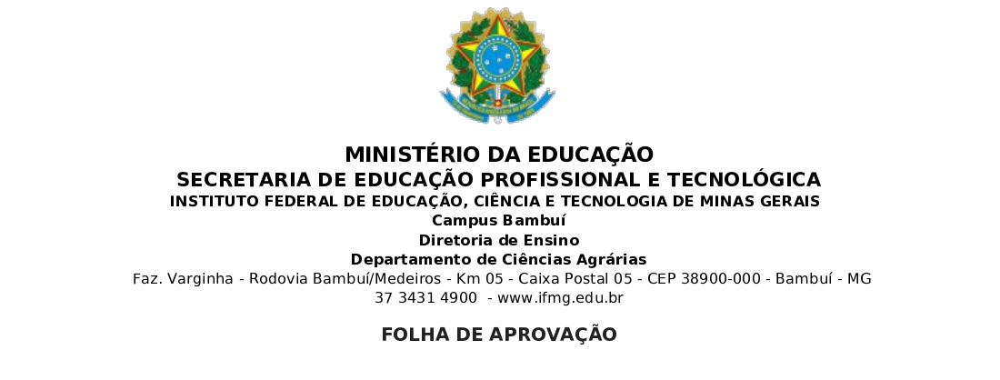 MINISTÉRIO DA EDUCAÇÃO
SECRETARIA DE EDUCAÇÃO PROFISSIONAL E TECNOLÓGICA
INSTITUTO FEDERAL DE EDUCAÇÃO, CIÊNCIA E TECNOLOGIA DE MINAS GERAIS
Campus Bambuí
Diretoria de Ensino
Departamento de Ciências Agrárias
Faz. Varginha - Rodovia Bambuí/Medeiros - Km 05 - Caixa Postal 05 - CEP 38900-000 - Bambuí - MG
37 3431 4900 - www.ifmg.edu.br
FOLHA DE APROVAÇÃO